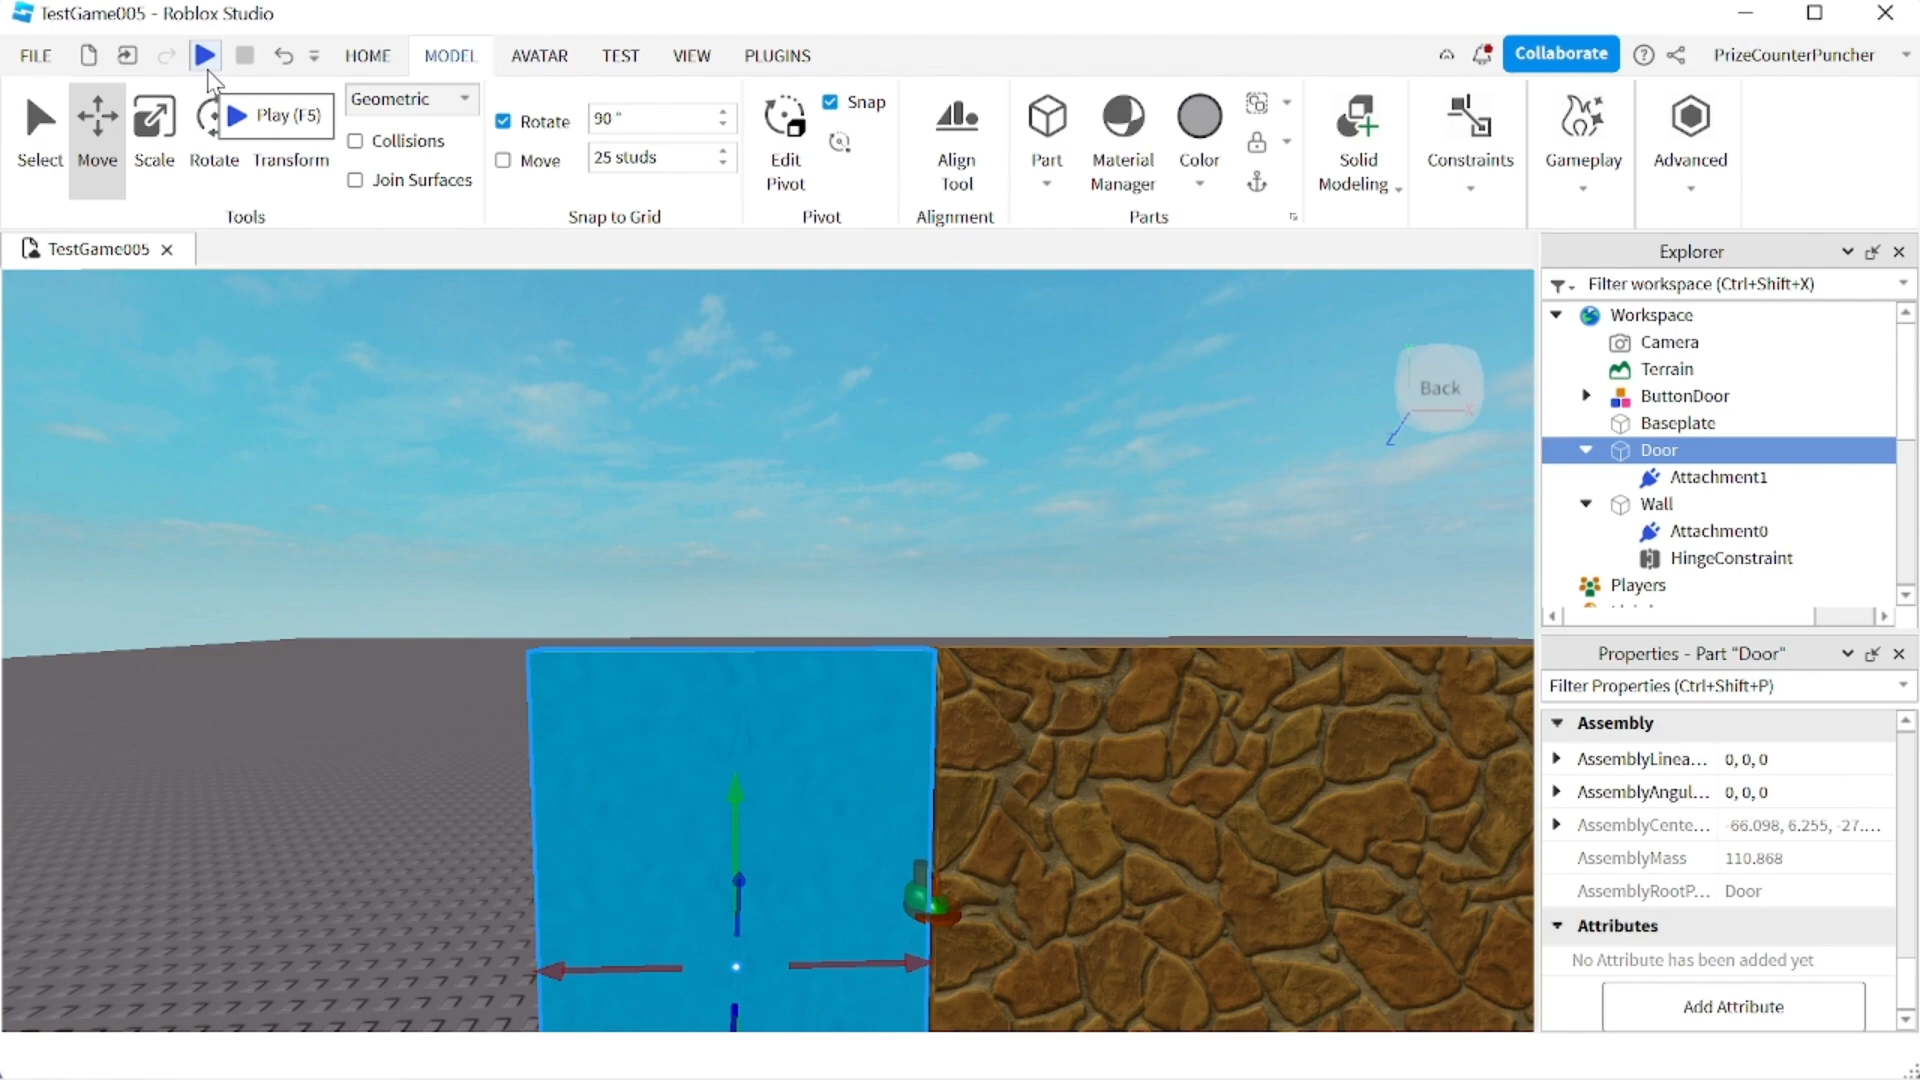 TestGame005 - Roblox Studio
FILE HOME MODEL AVATAR TEST VIEW PLUGINS Collaborate PrizeCounterPuncher
Play (F5)
Select Move Scale Rotate Transform
Geometric
Collisions
Join Surfaces
Tools
Rotate 90 °
Move 25 studs
Snap to Grid
Edit Pivot
Snap
Pivot
Align Tool
Alignment
Part
Material Manager
Color
Parts
Solid Modeling
Constraints
Gameplay
Advanced
TestGame005
Back
X
Z
Explorer
Filter workspace (Ctrl+Shift+X)
Workspace
Camera
Terrain
ButtonDoor
Baseplate
Door
Attachment1
Wall
Attachment0
HingeConstraint
Players
Properties - Part "Door"
Filter Properties (Ctrl+Shift+P)
Assembly
AssemblyLinea... 0, 0, 0
AssemblyAngul... 0, 0, 0
AssemblyCente... -66.098, 6.255, -27....
AssemblyMass 110.868
AssemblyRootP... Door
Attributes
No Attribute has been added yet
Add Attribute